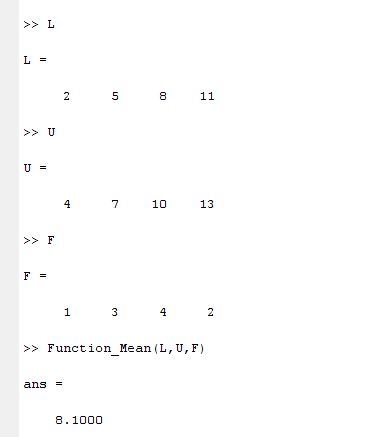 >> L
L =
2 5 8 11
>> U
U =
4 7 10 13
>> F
F =
1 3 4 2
>> Function_Mean(L,U,F)
ans =
8.1000